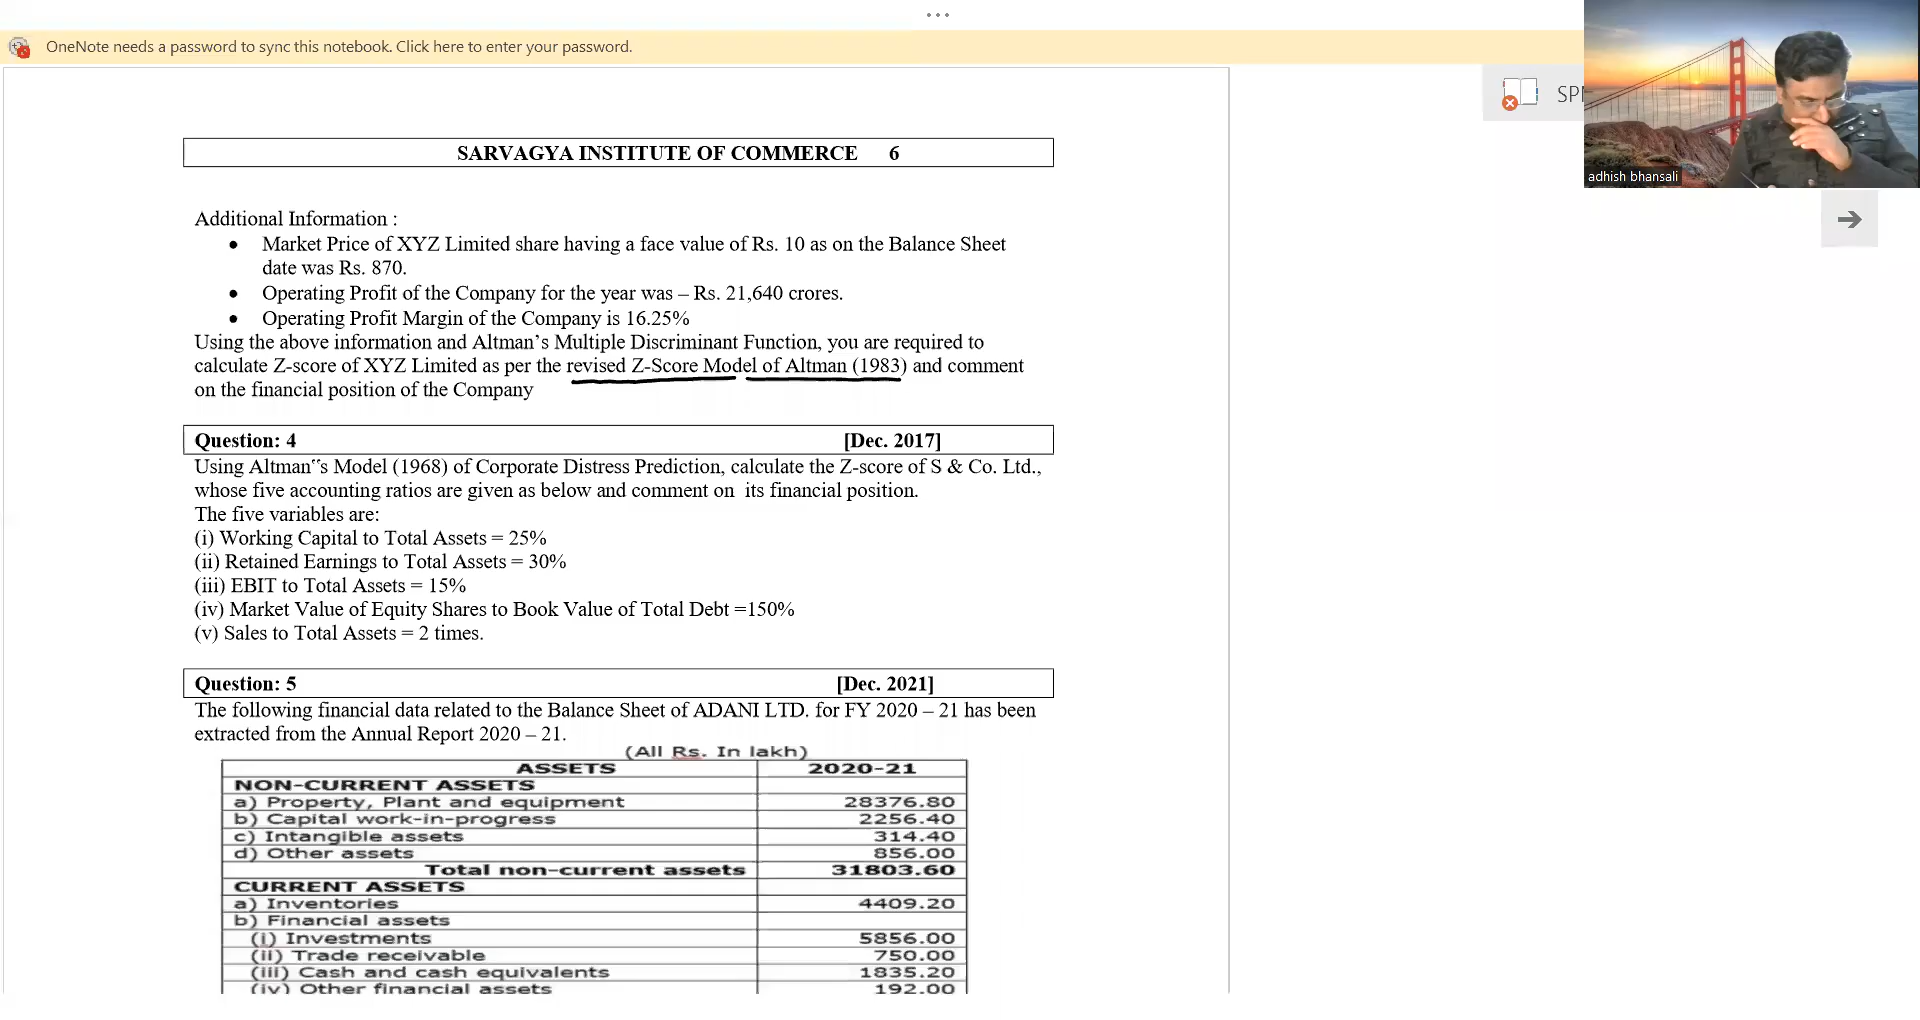 OneNote needs a password to sync this notebook. Click here to enter your password.
SARVAGYA INSTITUTE OF COMMERCE 6
Additional Information :
• Market Price of XYZ Limited share having a face value of Rs. 10 as on the Balance Sheet
date was Rs. 870.
• Operating Profit of the Company for the year was – Rs. 21,640 crores.
• Operating Profit Margin of the Company is 16.25%
Using the above information and Altman’s Multiple Discriminant Function, you are required to
calculate Z-score of XYZ Limited as per the revised Z-Score Model of Altman (1983) and comment
on the financial position of the Company
Question: 4 [Dec. 2017]
Using Altman‟s Model (1968) of Corporate Distress Prediction, calculate the Z-score of S & Co. Ltd.,
whose five accounting ratios are given as below and comment on its financial position.
The five variables are:
(i) Working Capital to Total Assets = 25%
(ii) Retained Earnings to Total Assets = 30%
(iii) EBIT to Total Assets = 15%
(iv) Market Value of Equity Shares to Book Value of Total Debt =150%
(v) Sales to Total Assets = 2 times.
Question: 5 [Dec. 2021]
The following financial data related to the Balance Sheet of ADANI LTD. for FY 2020 – 21 has been
extracted from the Annual Report 2020 – 21.
(All Rs. In lakh)
ASSETS 2020-21
NON-CURRENT ASSETS
a) Property, Plant and equipment 28376.80
b) Capital work-in-progress 2256.40
c) Intangible assets 314.40
d) Other assets 856.00
Total non-current assets 31803.60
CURRENT ASSETS
a) Inventories 4409.20
b) Financial assets
(i) Investments 5856.00
(ii) Trade receivable 750.00
(iii) Cash and cash equivalents 1835.20
(iv) Other financial assets 192.00
adhish bhansali